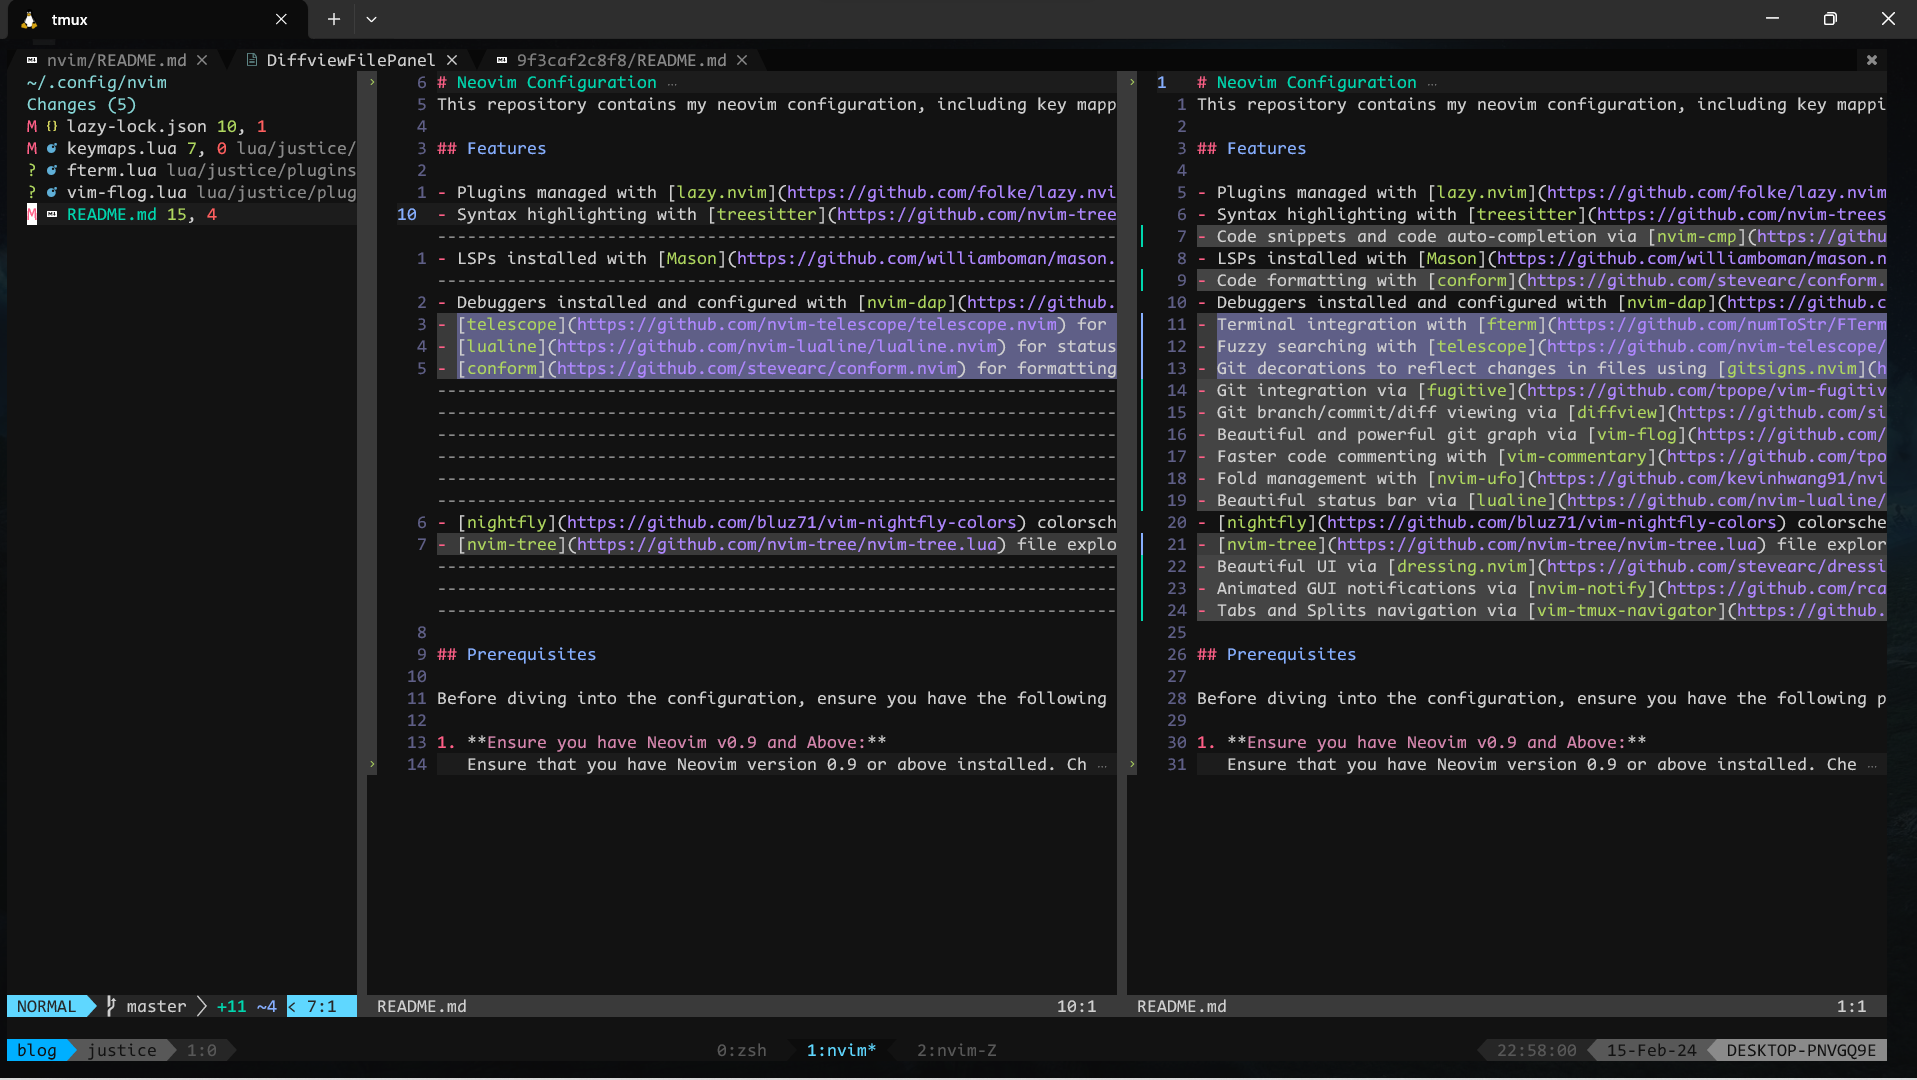 tmux
nvim/README.md
DiffviewFilePanel
9f3caf2c8f8/README.md
~/.config/nvim
Changes (5)
M {} lazy-lock.json 10, 1
M keymaps.lua 7, 0 lua/justice/
? fterm.lua lua/justice/plugins
? vim-flog.lua lua/justice/plug
M README.md 15, 4
6 # Neovim Configuration …
5 This repository contains my neovim configuration, including key mapp
4
3 ## Features
2
1 - Plugins managed with [lazy.nvim](https://github.com/folke/lazy.nvi
10 - Syntax highlighting with [treesitter](https://github.com/nvim-tree
1 - LSPs installed with [Mason](https://github.com/williamboman/mason.
2 - Debuggers installed and configured with [nvim-dap](https://github.
3 - [telescope](https://github.com/nvim-telescope/telescope.nvim) for
4 - [lualine](https://github.com/nvim-lualine/lualine.nvim) for status
5 - [conform](https://github.com/stevearc/conform.nvim) for formatting
6 - [nightfly](https://github.com/bluz71/vim-nightfly-colors) colorsch
7 - [nvim-tree](https://github.com/nvim-tree/nvim-tree.lua) file explo
8
9 ## Prerequisites
10
11 Before diving into the configuration, ensure you have the following
12
13 1. **Ensure you have Neovim v0.9 and Above:**
14 Ensure that you have Neovim version 0.9 or above installed. Ch …
1 # Neovim Configuration …
1 This repository contains my neovim configuration, including key mappi
2
3 ## Features
4
5 - Plugins managed with [lazy.nvim](https://github.com/folke/lazy.nvim
6 - Syntax highlighting with [treesitter](https://github.com/nvim-trees
7 - Code snippets and code auto-completion via [nvim-cmp](https://githu
8 - LSPs installed with [Mason](https://github.com/williamboman/mason.n
9 - Code formatting with [conform](https://github.com/stevearc/conform.
10 - Debuggers installed and configured with [nvim-dap](https://github.c
11 - Terminal integration with [fterm](https://github.com/numToStr/FTerm
12 - Fuzzy searching with [telescope](https://github.com/nvim-telescope/
13 - Git decorations to reflect changes in files using [gitsigns.nvim](h
14 - Git integration via [fugitive](https://github.com/tpope/vim-fugitiv
15 - Git branch/commit/diff viewing via [diffview](https://github.com/si
16 - Beautiful and powerful git graph via [vim-flog](https://github.com/
17 - Faster code commenting with [vim-commentary](https://github.com/tpo
18 - Fold management with [nvim-ufo](https://github.com/kevinhwang91/nvi
19 - Beautiful status bar via [lualine](https://github.com/nvim-lualine/
20 - [nightfly](https://github.com/bluz71/vim-nightfly-colors) colorsche
21 - [nvim-tree](https://github.com/nvim-tree/nvim-tree.lua) file explor
22 - Beautiful UI via [dressing.nvim](https://github.com/stevearc/dressi
23 - Animated GUI notifications via [nvim-notify](https://github.com/rca
24 - Tabs and Splits navigation via [vim-tmux-navigator](https://github.
25
26 ## Prerequisites
27
28 Before diving into the configuration, ensure you have the following p
29
30 1. **Ensure you have Neovim v0.9 and Above:**
31 Ensure that you have Neovim version 0.9 or above installed. Che …
NORMAL master +11 ~4 < 7:1
README.md 10:1
README.md 1:1
blog justice 1:0
0:zsh 1:nvim* 2:nvim-Z
22:58:00 15-Feb-24 DESKTOP-PNVGQ9E